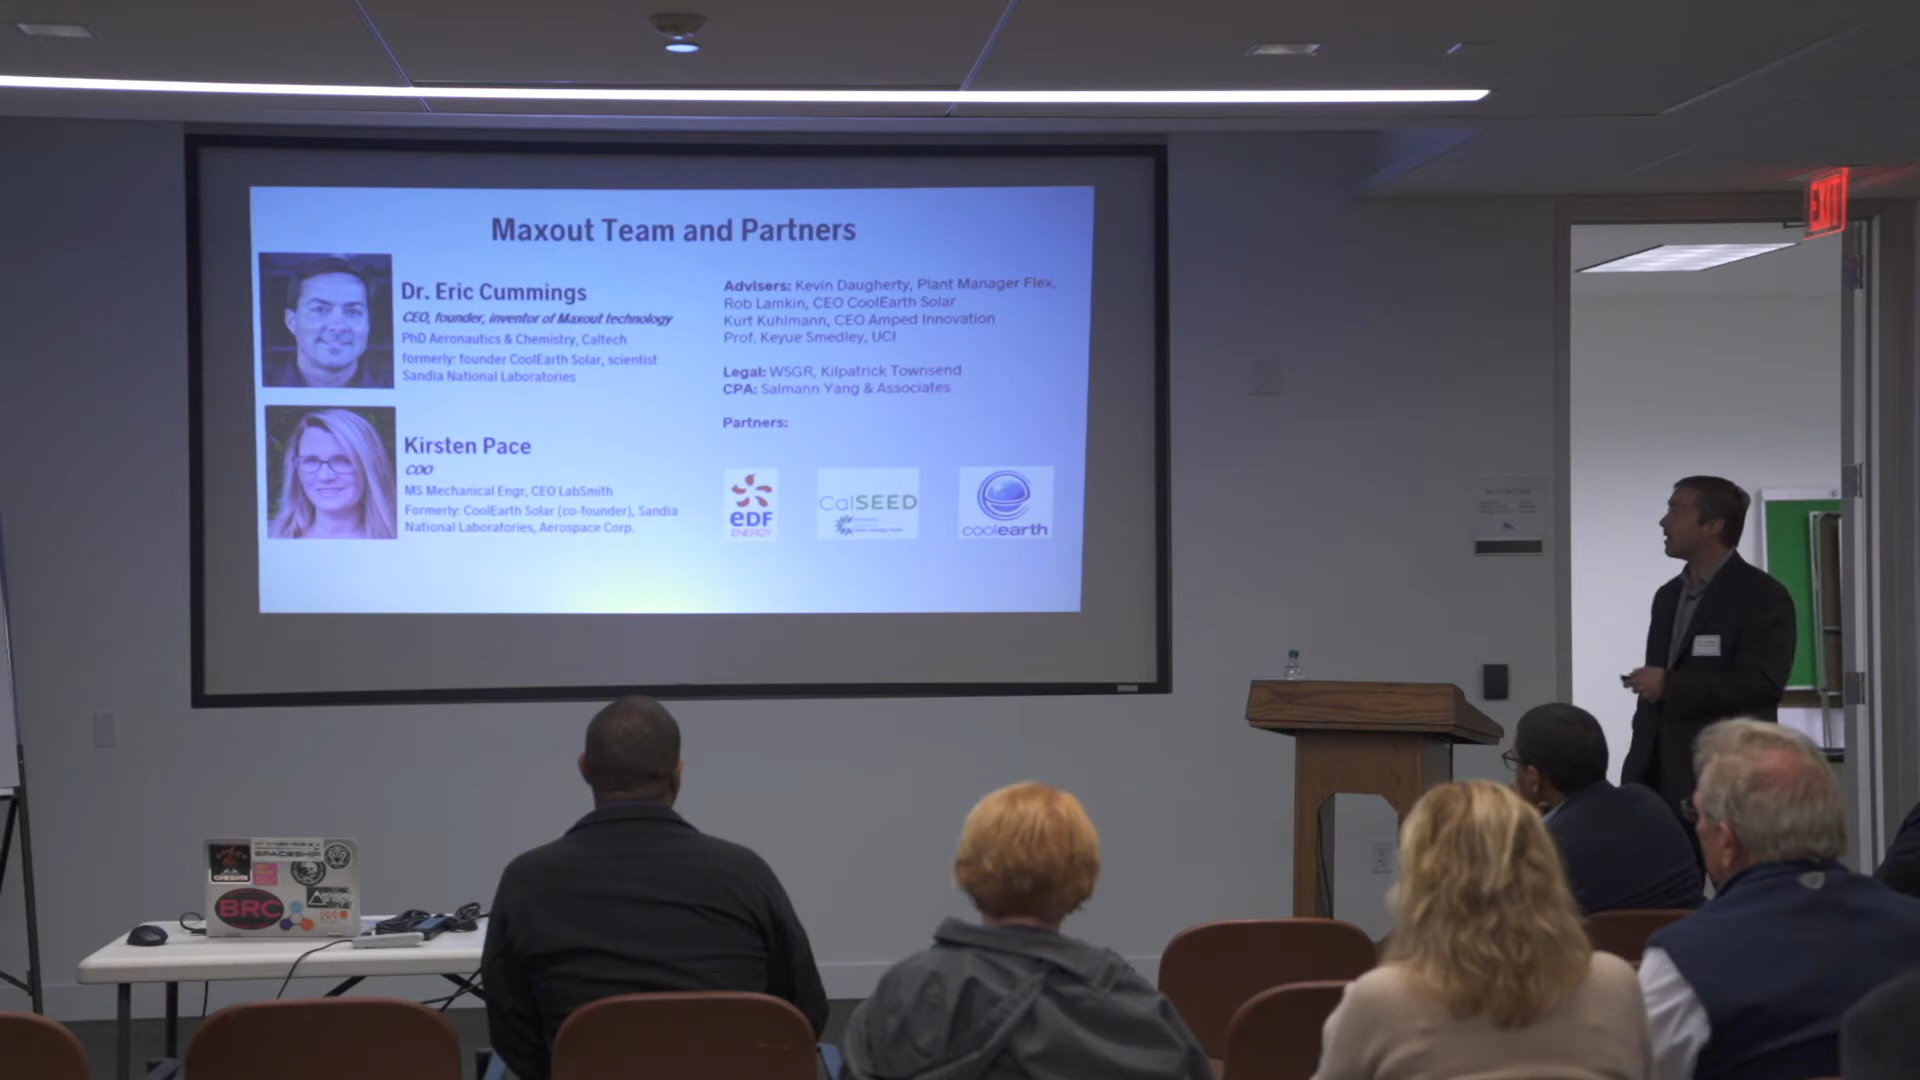 EXIT
Maxout Team and Partners
Dr. Eric Cummings
CEO, founder, inventor of Maxout technology
PhD Aeronautics & Chemistry, Caltech
formerly: founder CoolEarth Solar, scientist
Sandia National Laboratories
Kirsten Pace
COO
MS Mechanical Engr, CEO LabSmith
Formerly: CoolEarth Solar (co-founder), Sandia
National Laboratories, Aerospace Corp.
Advisers: Kevin Daugherty, Plant Manager Flex,
Rob Lamkin, CEO CoolEarth Solar
Kurt Kuhlmann, CEO Amped Innovation
Prof. Keyue Smedley, UCI
Legal: WSGR, Kilpatrick Townsend
CPA: Salmann Yang & Associates
Partners:
eDF
ENERGY
CalSEED
coolearth
SPACESHIP
BRC